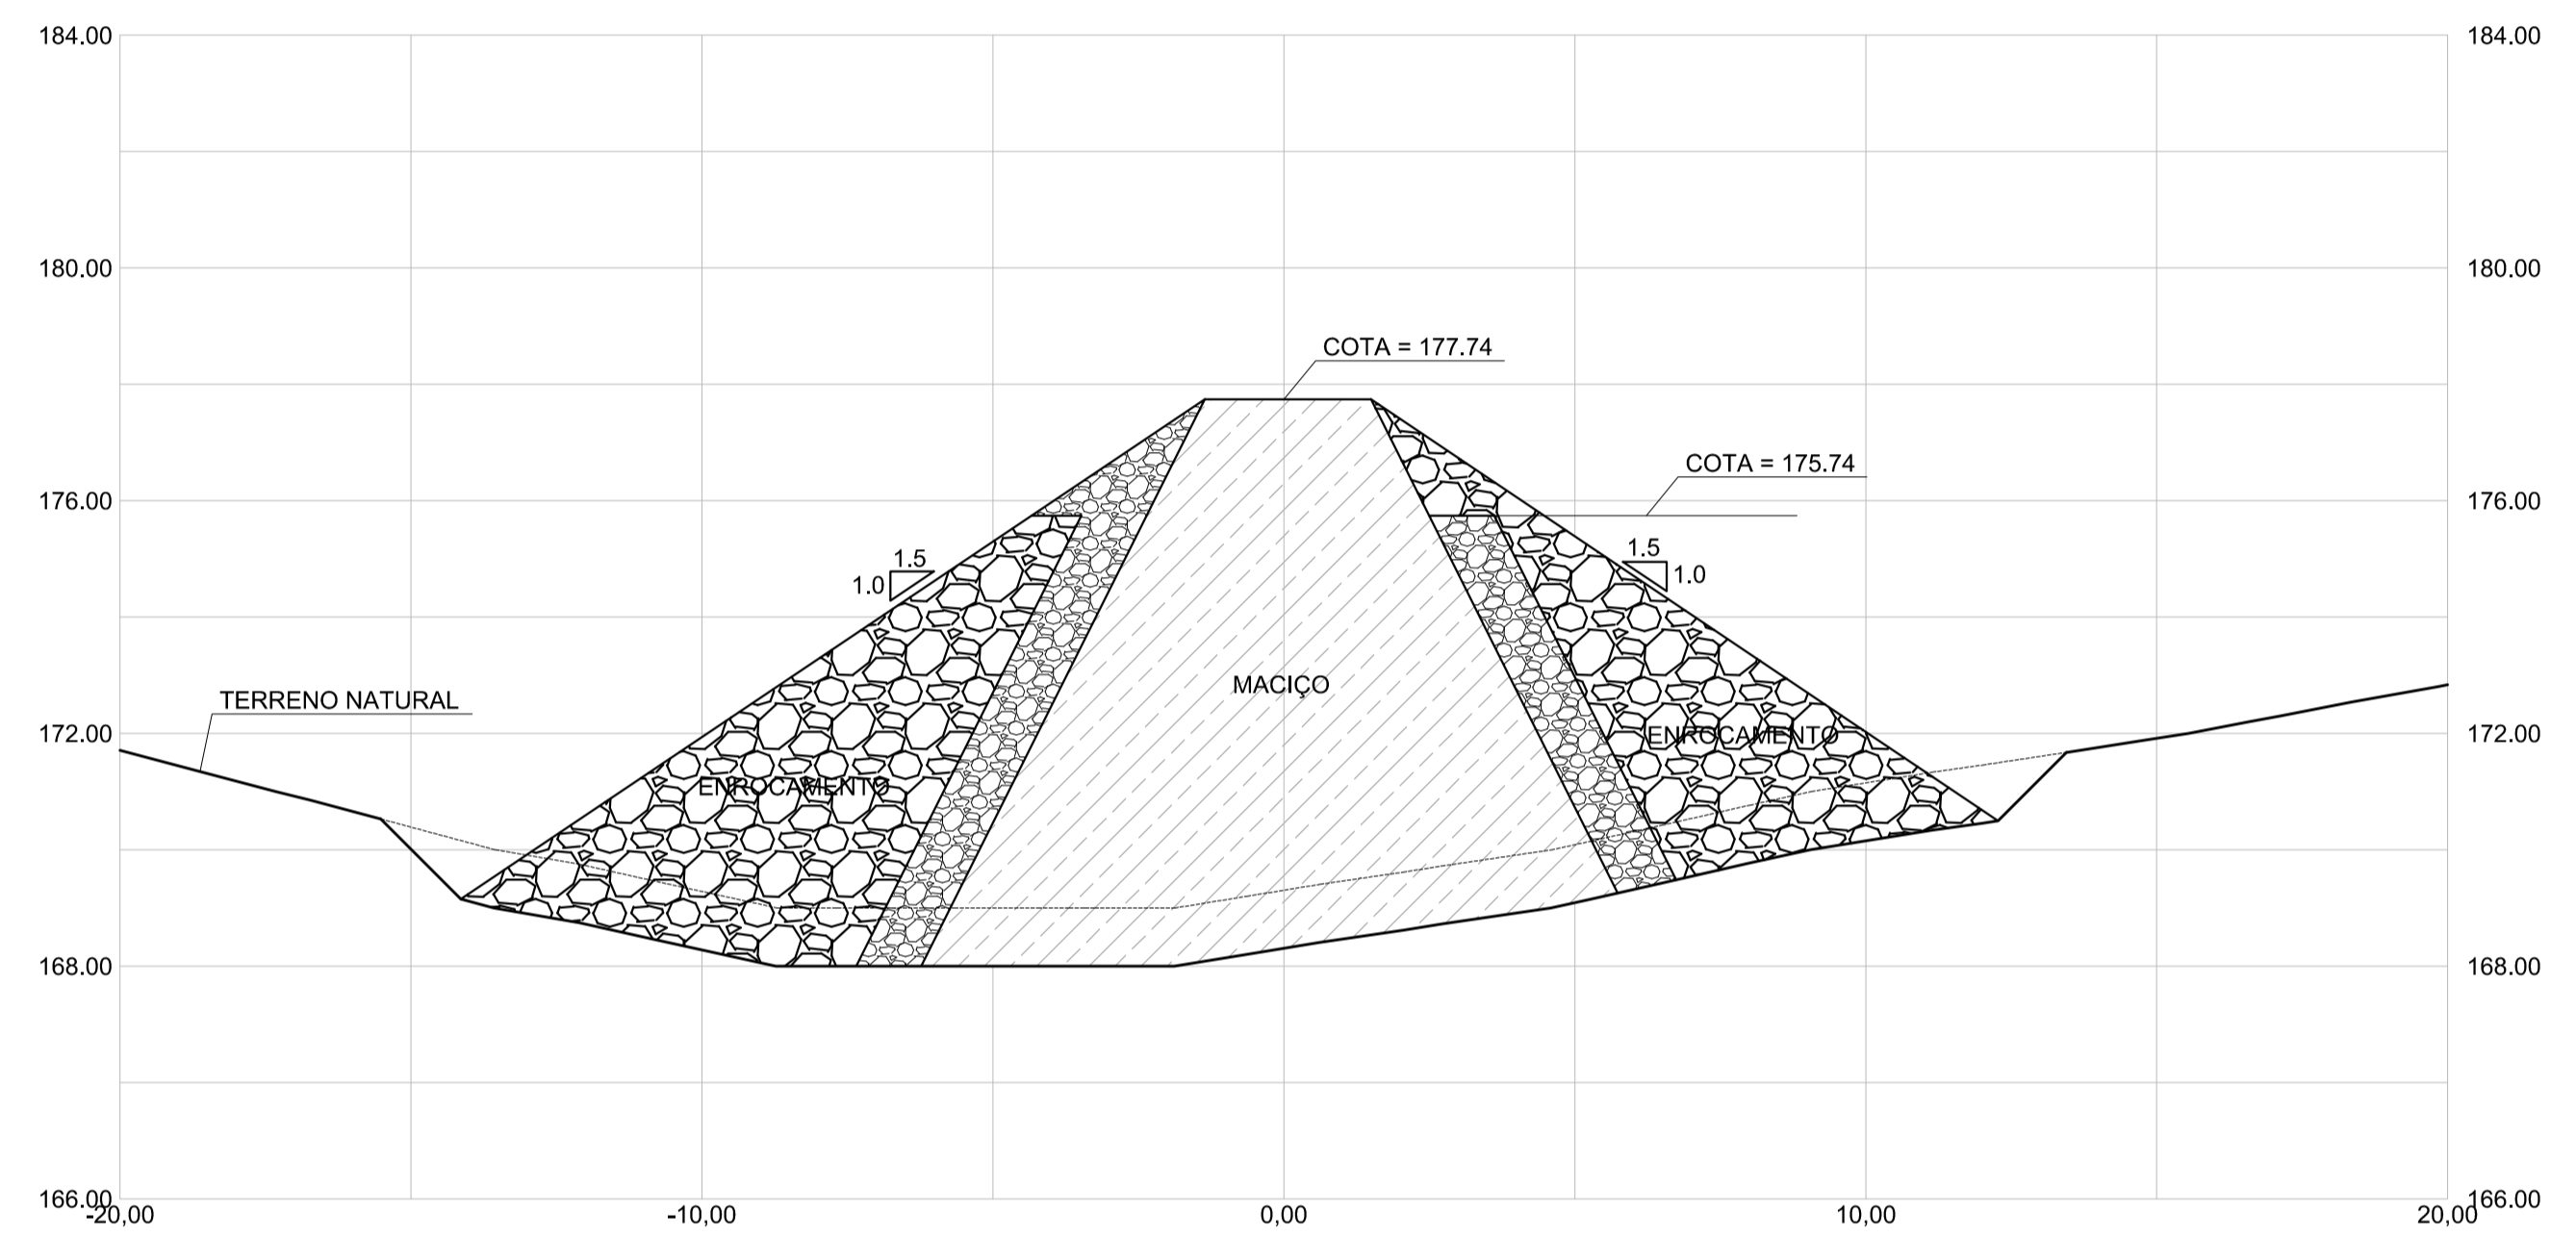 184.00 184.00
180.00 180.00
COTA = 177.74
COTA = 175.74
176.00 176.00
1.5 1.5
1.0 1.0
MACIÇO
TERRENO NATURAL
172.00 ENROCAMENTO 172.00
ENROCAMENTO
168.00 168.00
166.00 166.00
-20,00 -10,00 0,00 10,00 20,00